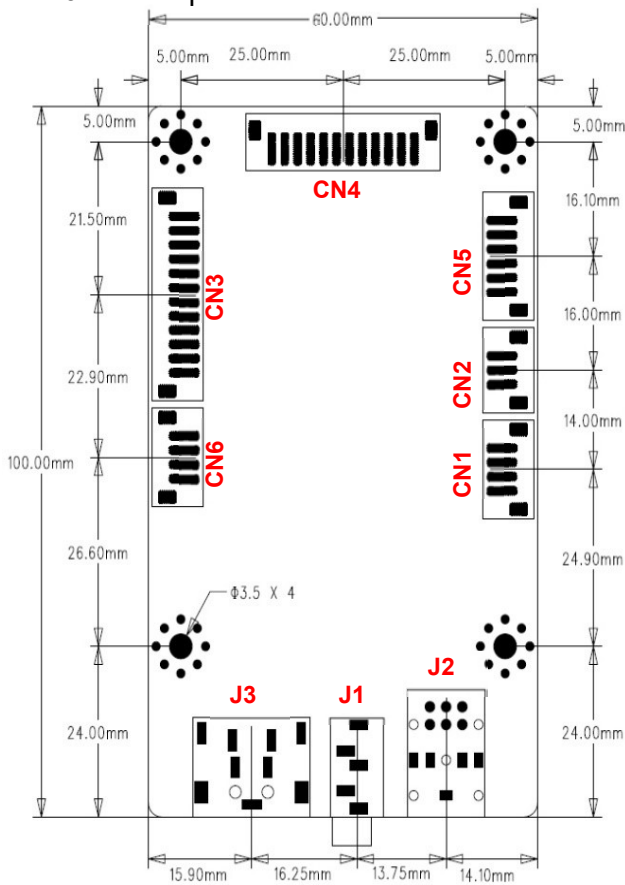 60.00mm
5.00mm
25.00mm
25.00mm
5.00mm
5.00mm
5.00mm
CN4
21.50mm
16.10mm
CN3
CN5
16.00mm
22.90mm
CN2
14.00mm
100.00mm
CN6
CN1
26.60mm
24.90mm
Φ3.5 X 4
J3
J1
J2
24.00mm
24.00mm
15.90mm
16.25mm
13.75mm
14.10mm